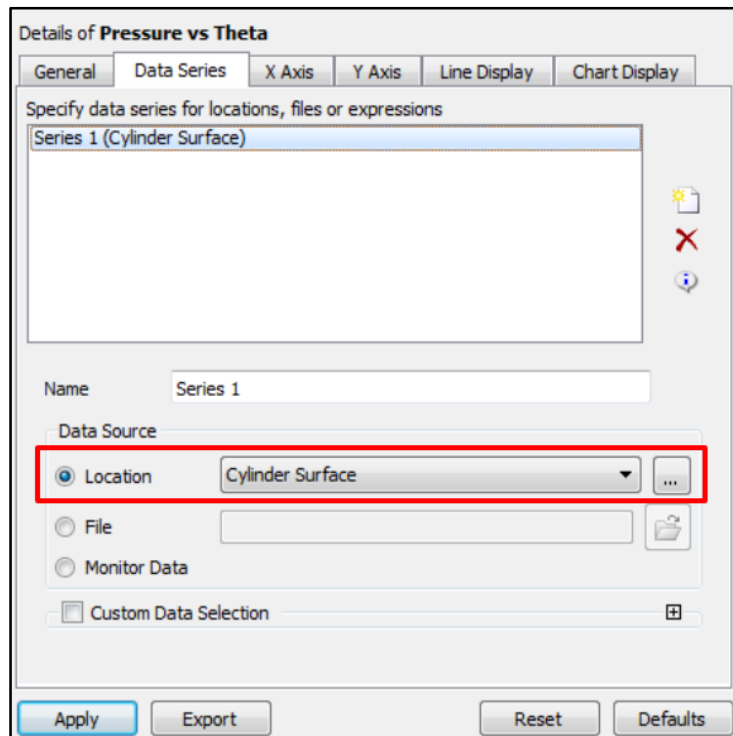 Details of Pressure vs Theta
General Data Series X Axis Y Axis Line Display Chart Display
Specify data series for locations, files or expressions
Series 1 (Cylinder Surface)
Name Series 1
Data Source
Location Cylinder Surface ...
File
Monitor Data
Custom Data Selection
Apply Export Reset Defaults